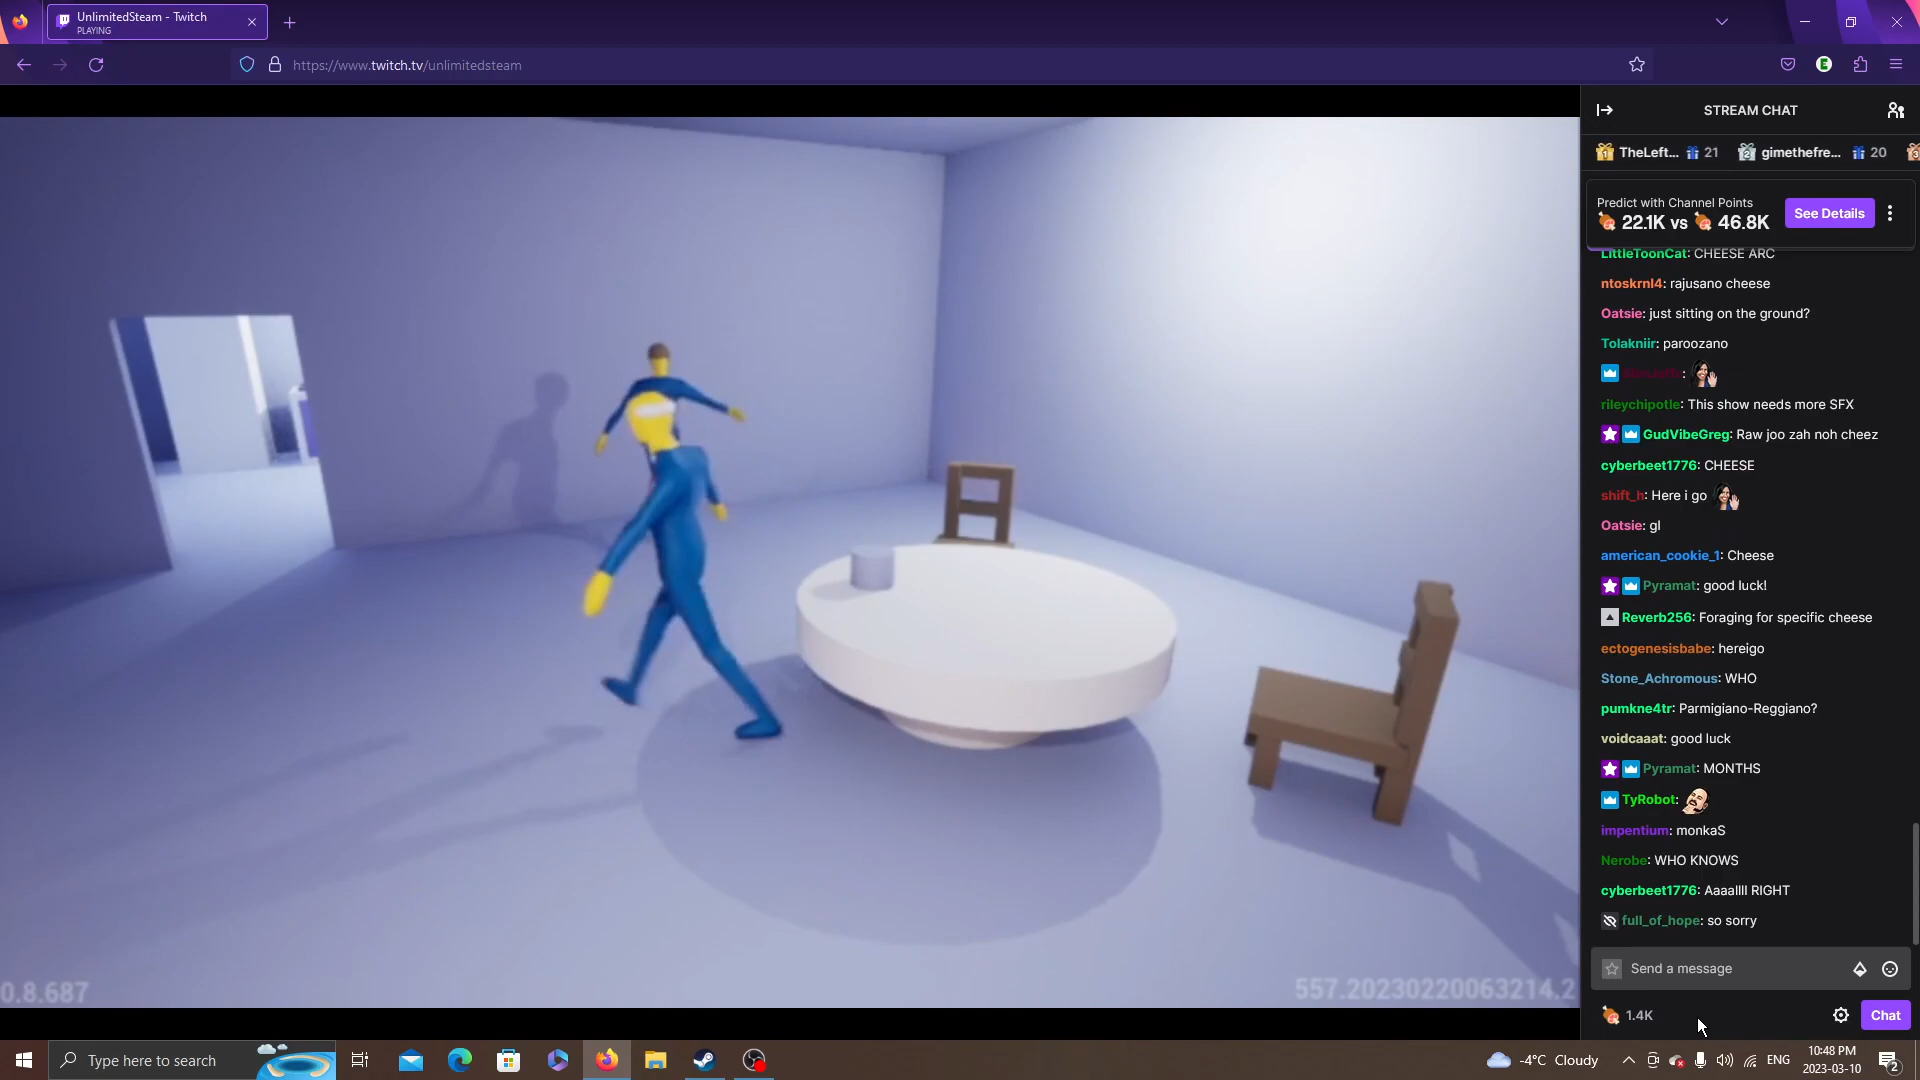 UnlimitedSteam - Twitch
PLAYING
https://www.twitch.tv/unlimitedsteam
STREAM CHAT
TheLeft... 21 gimethefre... 20
Predict with Channel Points
22.1K vs 46.8K
See Details
LittleToonCat: CHEESE ARC
ntoskrnl4: rajusano cheese
Oatsie: just sitting on the ground?
Tolakniir: paroozano
rileychipotle: This show needs more SFX
GudVibeGreg: Raw joo zah noh cheez
cyberbeet1776: CHEESE
shift_h: Here i go
Oatsie: gl
american_cookie_1: Cheese
Pyramat: good luck!
Reverb256: Foraging for specific cheese
ectogenesisbabe: hereigo
Stone_Achromous: WHO
pumkne4tr: Parmigiano-Reggiano?
voidcaaat: good luck
Pyramat: MONTHS
TyRobot:
impentium: monkaS
Nerobe: WHO KNOWS
cyberbeet1776: Aaaallll RIGHT
full_of_hope: so sorry
Send a message
1.4K
Chat
0.8.687
557.20230220063214.2
Type here to search
-4°C Cloudy
ENG
10:48 PM
2023-03-10
2